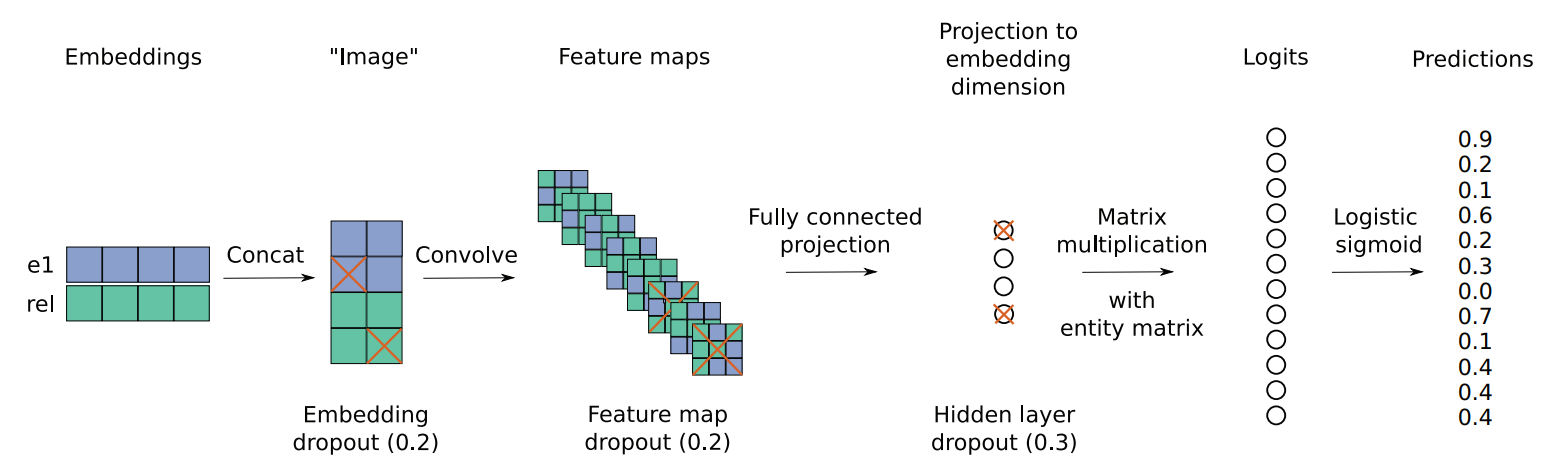 Embeddings
"Image"
Feature maps
Projection to
embedding
dimension
Logits
Predictions
e1
rel
Concat
Convolve
Fully connected
projection
Matrix
multiplication
with
entity matrix
Logistic
sigmoid
0.9
0.2
0.1
0.6
0.2
0.3
0.0
0.7
0.1
0.4
0.4
0.4
Embedding
dropout (0.2)
Feature map
dropout (0.2)
Hidden layer
dropout (0.3)